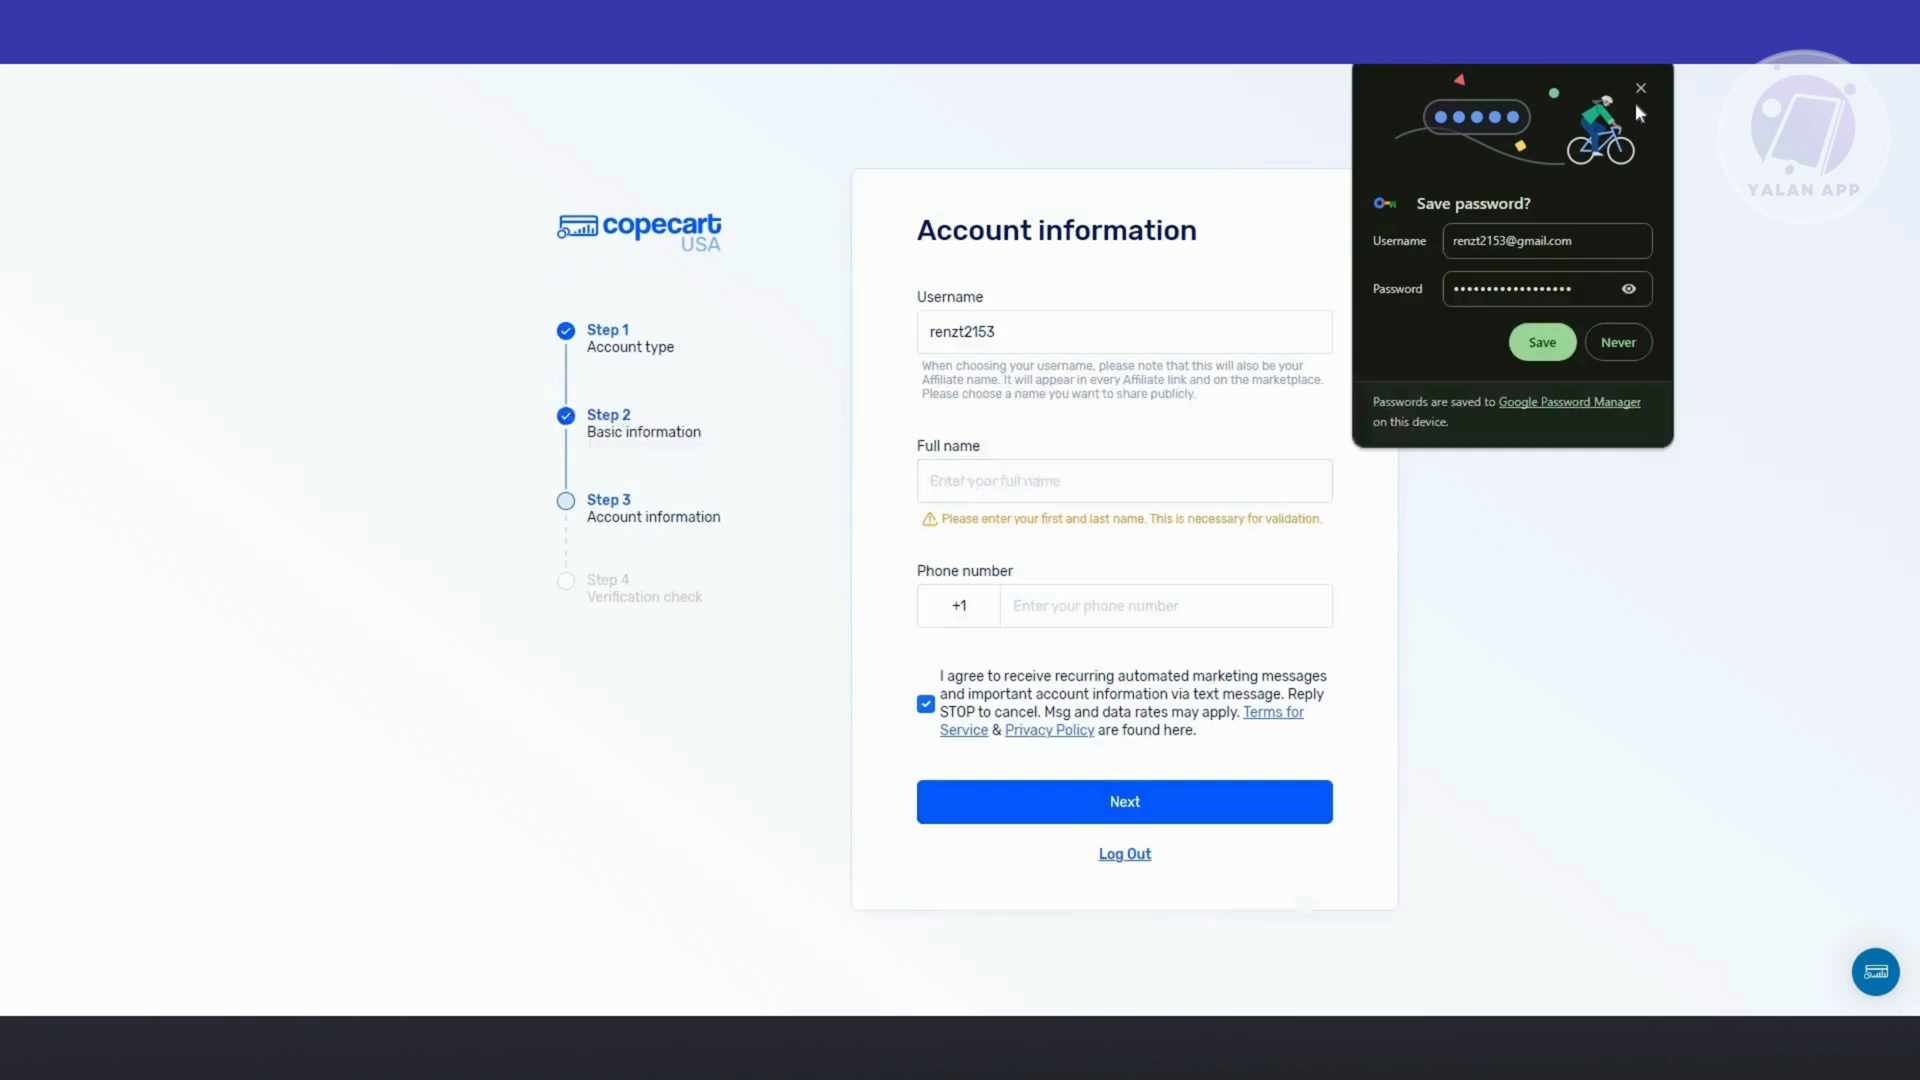 copecart
USA
Step 1
Account type
Step 2
Basic information
Step 3
Account information
Step 4
Verification check
Account information
Username
renzt2153
When choosing your username, please note that this will also be your
Affiliate name. It will appear in every Affiliate link and on the marketplace.
Please choose a name you want to share publicly.
Full name
Enter your full name
Please enter your first and last name. This is necessary for validation.
Phone number
+1 Enter your phone number
I agree to receive recurring automated marketing messages
and important account information via text message. Reply
STOP to cancel. Msg and data rates may apply. Terms for
Service & Privacy Policy are found here.
Next
Log Out
Save password?
Username renzt2153@gmail.com
Password ••••••••••••••••••
Save Never
Passwords are saved to Google Password Manager
on this device.
YALAN APP